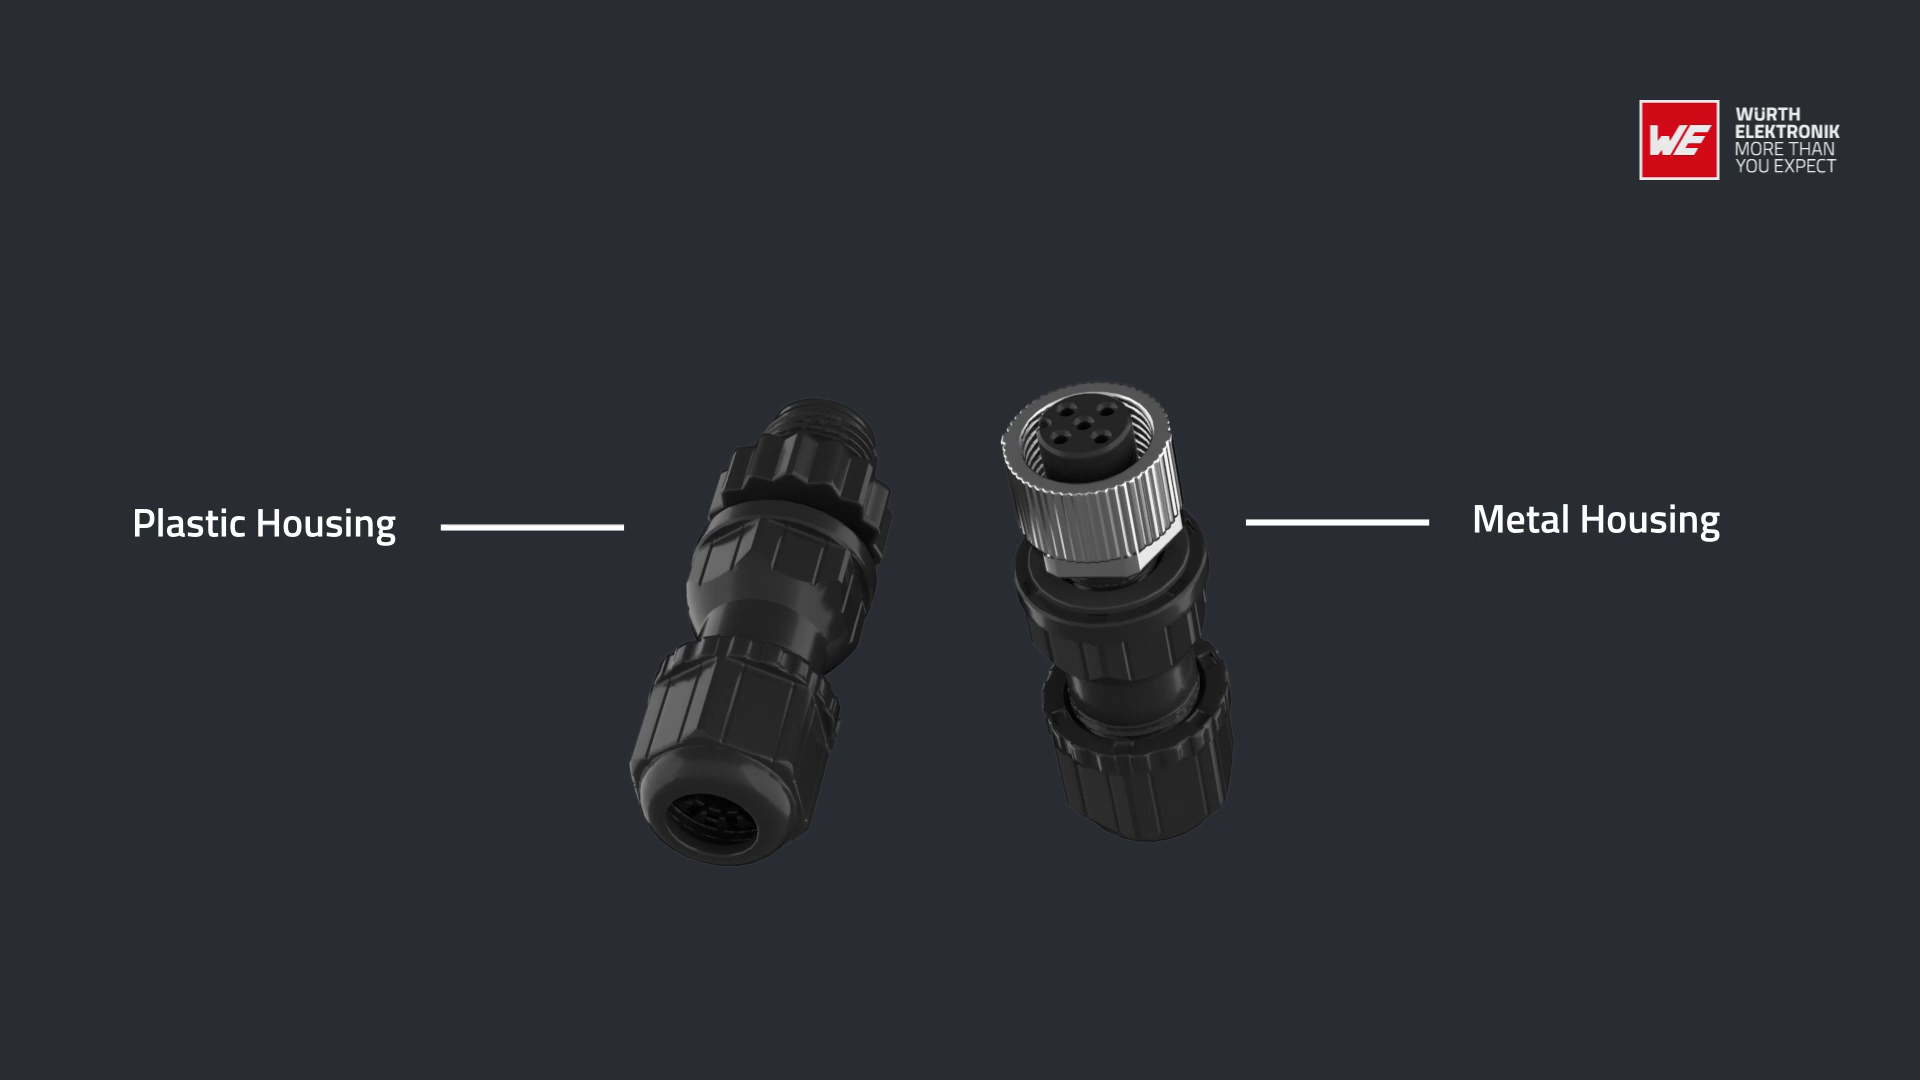 WE
WÜRTH
ELEKTRONIK
MORE THAN
YOU EXPECT
Plastic Housing
Metal Housing